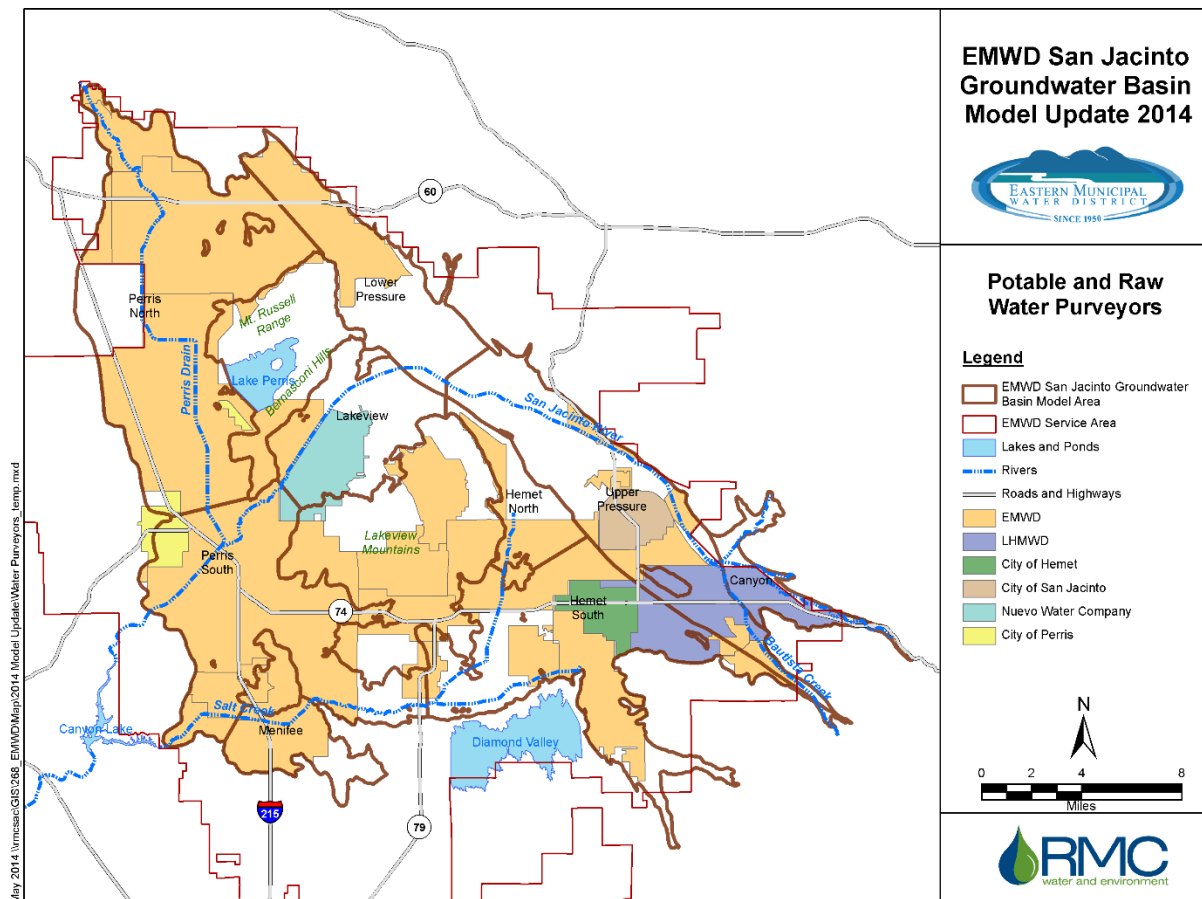 EMWD San Jacinto
Groundwater Basin
Model Update 2014
EASTERN MUNICIPAL
WATER DISTRICT
SINCE 1950
Potable and Raw
Water Purveyors
Legend
EMWD San Jacinto Groundwater
Basin Model Area
EMWD Service Area
Lakes and Ponds
Rivers
Roads and Highways
EMWD
LHMWD
City of Hemet
City of San Jacinto
Nuevo Water Company
City of Perris
N
0 2 4 8
Miles
RMC
water and environment
60
Lower
Pressure
Perris
North
Mt. Russell
Range
Perris Drain
Lake Perris
Bernasconi Hills
Lakeview
San Jacinto River
Hemet
North
Upper
Pressure
Lakeview
Mountains
Perris
South
74
Canyon
Hemet
South
Bautista Creek
Salt Creek
Menifee
Canyon Lake
Diamond Valley
215
79
May 2014 \\rmcsac\GIS\0268_EMWD\Map\2014 Model Update\Water Purveyors_temp.mxd